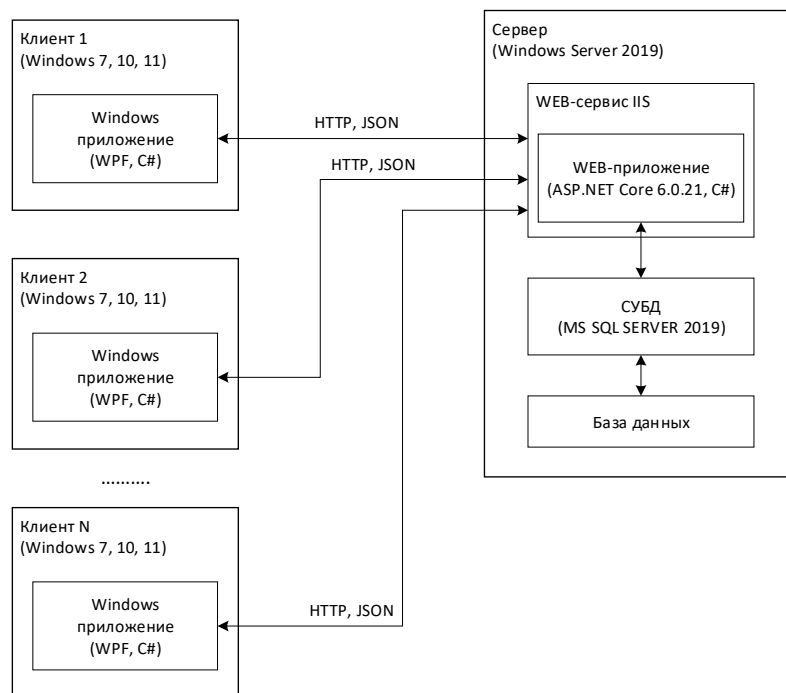 Клиент 1
(Windows 7, 10, 11)
Windows
приложение
(WPF, C#)
HTTP, JSON
Сервер
(Windows Server 2019)
WEB-сервис IIS
WEB-приложение
(ASP.NET Core 6.0.21, C#)
HTTP, JSON
Клиент 2
(Windows 7, 10, 11)
Windows
приложение
(WPF, C#)
СУБД
(MS SQL SERVER 2019)
База данных
..........
Клиент N
(Windows 7, 10, 11)
Windows
приложение
(WPF, C#)
HTTP, JSON